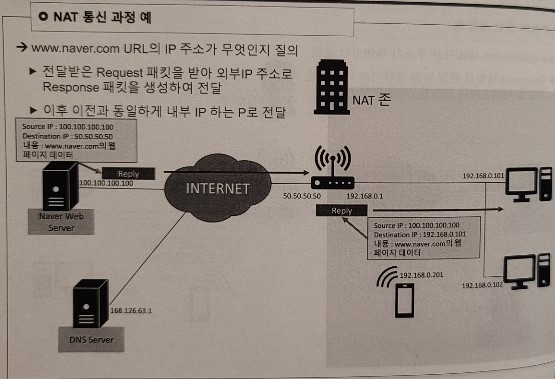 NAT 통신 과정 예
→ www.naver.com URL의 IP 주소가 무엇인지 질의
▶ 전달받은 Request 패킷을 받아 외부IP 주소로
Response 패킷을 생성하여 전달
▶ 이후 이전과 동일하게 내부 IP 하는 P로 전달
NAT 존
Source IP : 100.100.100.100
Destination IP : 50.50.50.50
내용 : www.naver.com의 웹
페이지 데이터
Reply
100.100.100.100
INTERNET
50.50.50.50
192.168.0.1
192.168.0.101
Naver Web
Server
Reply
Source IP : 100.100.100.100
Destination IP : 192.168.0.101
내용 : www.naver.com의 웹
페이지 데이터
192.168.0.201
192.168.0.102
168.126.63.1
DNS Server